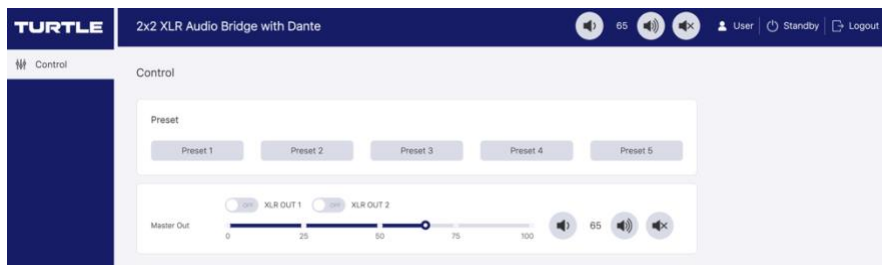 TURTLE
2x2 XLR Audio Bridge with Dante
65
User
Standby
Logout
Control
Control
Preset
Preset 1 Preset 2 Preset 3 Preset 4 Preset 5
OFF XLR OUT 1 OFF XLR OUT 2
Master Out
65
0 25 50 75 100